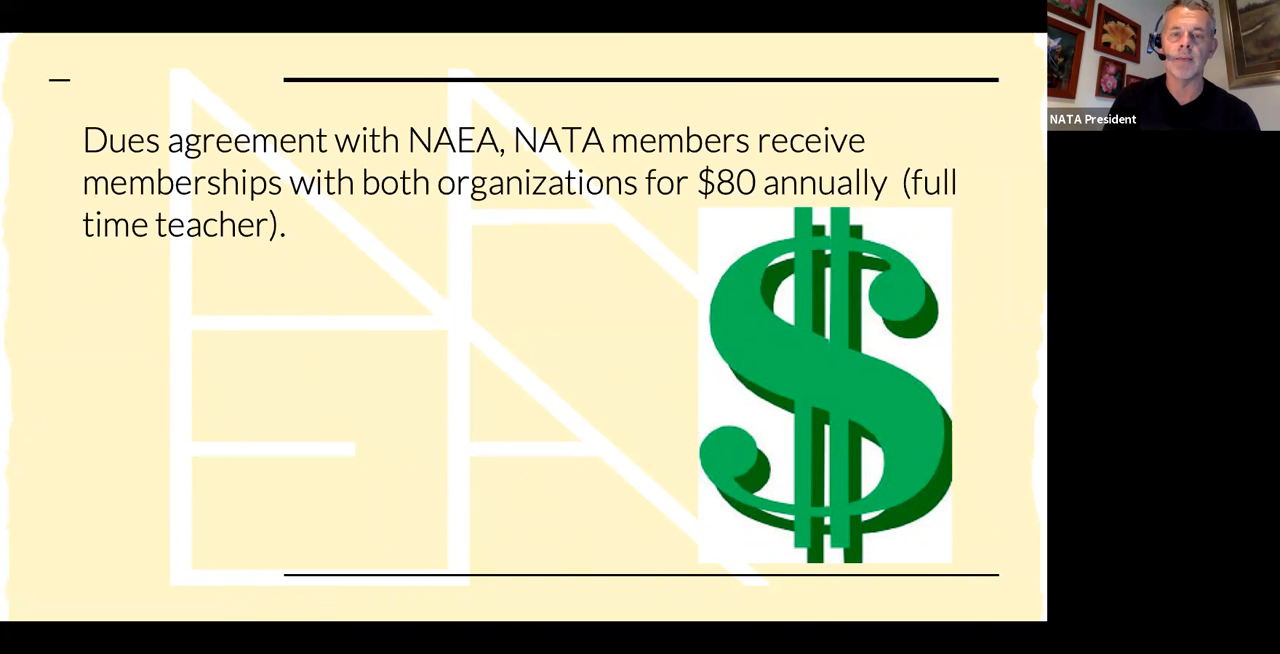 Dues agreement with NAEA, NATA members receive
memberships with both organizations for $80 annually  (full
time teacher).
NATA President